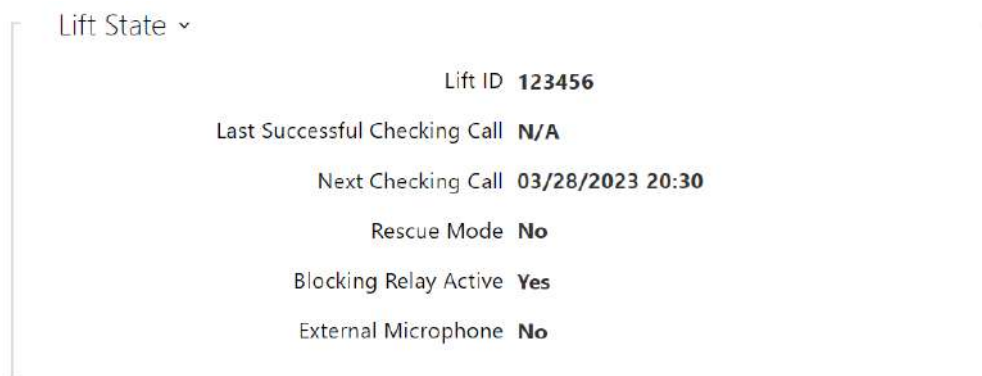 Lift State
Lift ID 123456
Last Successful Checking Call N/A
Next Checking Call 03/28/2023 20:30
Rescue Mode No
Blocking Relay Active Yes
External Microphone No